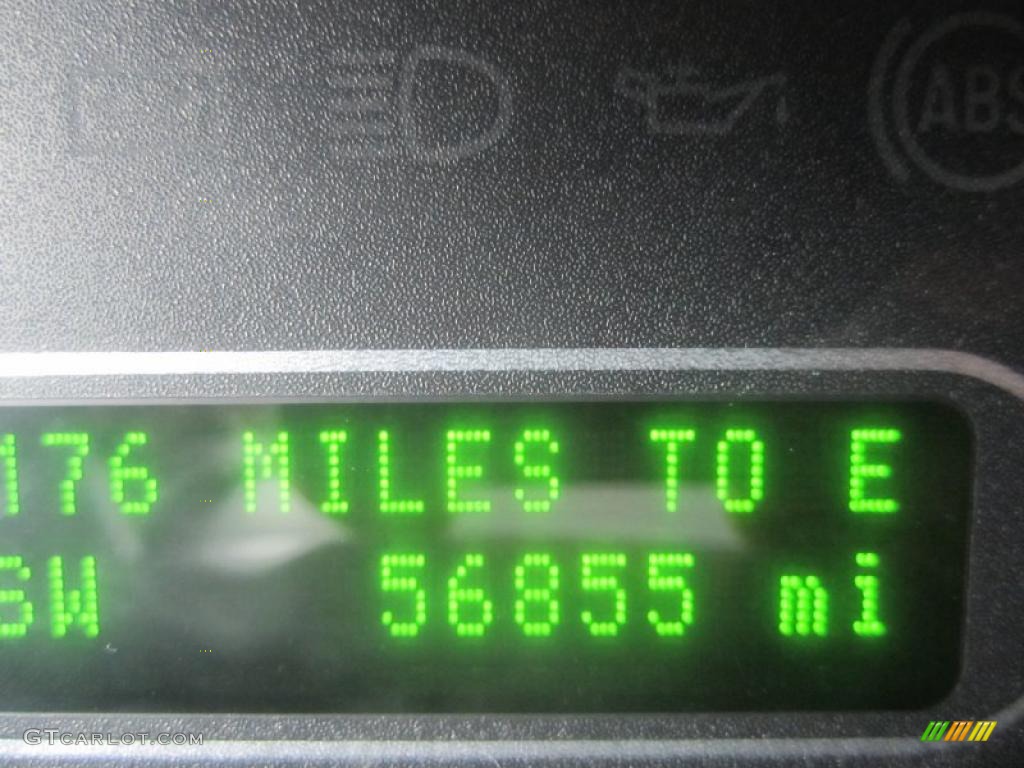 ABS
176 MILES TO E
SW 56855 mi
GTCARLOT.COM